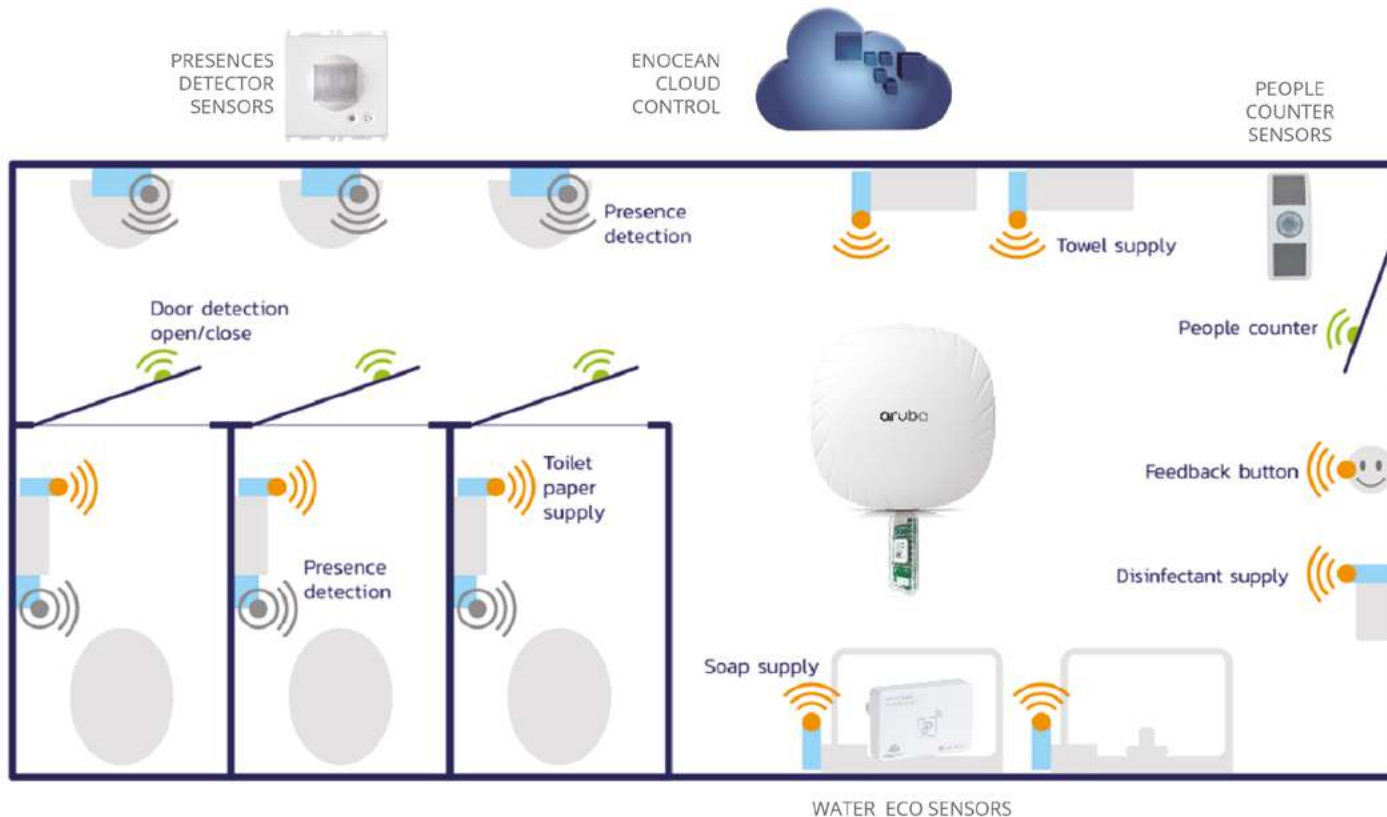 PRESENCES
DETECTOR
SENSORS
ENOCEAN
CLOUD
CONTROL
PEOPLE
COUNTER
SENSORS
Presence
detection
Towel supply
Door detection
open/close
People counter
aruba
Toilet
paper
supply
Feedback button
Presence
detection
Disinfectant supply
Soap supply
WATER ECO SENSORS